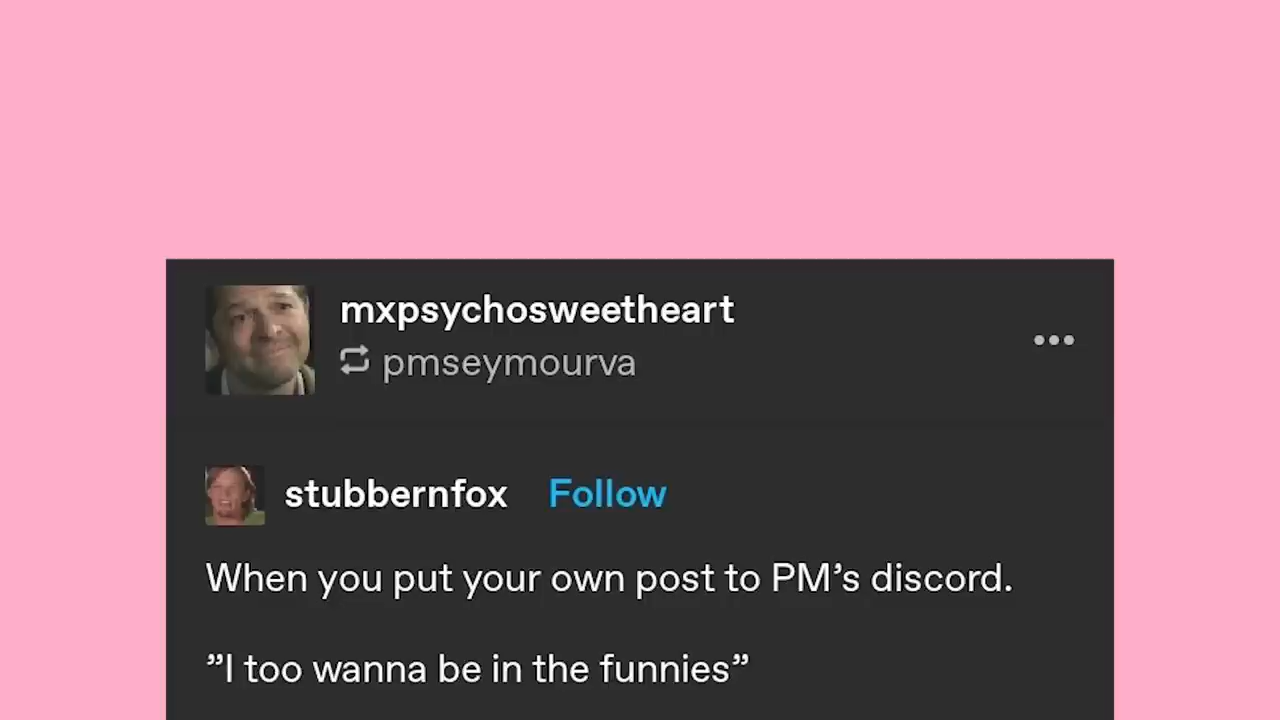 mxpsychosweetheart
pmseymourva
stubbernfox Follow
When you put your own post to PM’s discord.
”I too wanna be in the funnies”